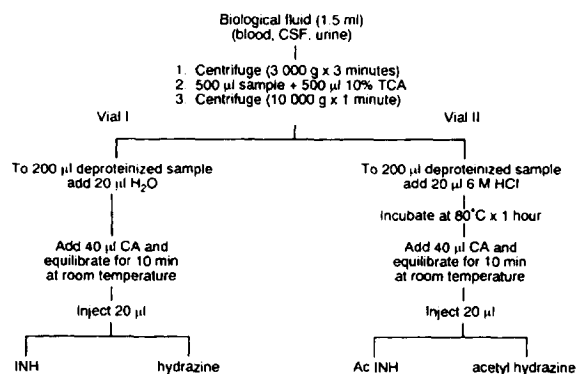 Biological fluid (1.5 ml)
(blood, CSF, urine)
1. Centrifuge (3 000 g x 3 minutes)
2. 500 µl sample + 500 µl 10% TCA
3. Centrifuge (10 000 g x 1 minute)
Vial I
Vial II
To 200 µl deproteinized sample
add 20 µl H₂O
To 200 µl deproteinized sample
add 20 µl 6 M HCl
Incubate at 80°C x 1 hour
Add 40 µl CA and
equilibrate for 10 min
at room temperature
Add 40 µl CA and
equilibrate for 10 min
at room temperature
Inject 20 µl
Inject 20 µl
INH
hydrazine
Ac INH
acetyl hydrazine